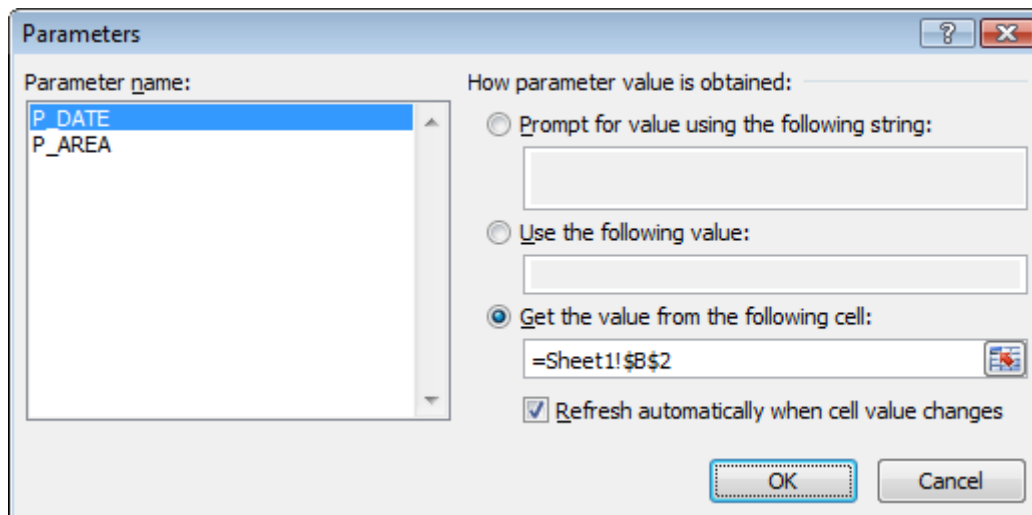 Parameters
Parameter name:
P_DATE
P_AREA
How parameter value is obtained:
Prompt for value using the following string:
Use the following value:
Get the value from the following cell:
=Sheet1!$B$2
Refresh automatically when cell value changes
OK
Cancel